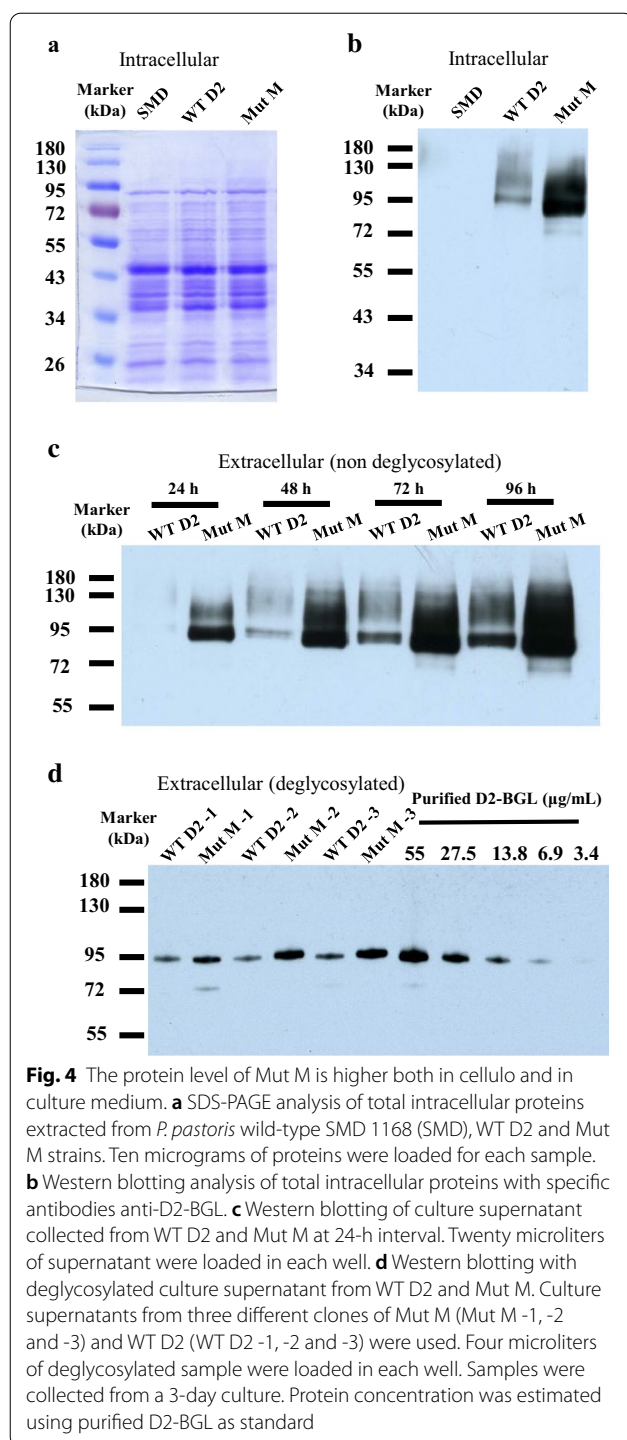 a
Intracellular
Marker
(kDa)
SMD
WT D2
Mut M
180
130
95
72
55
43
34
26
b
Intracellular
Marker
(kDa)
SMD
WT D2
Mut M
180
130
95
72
55
43
34
c
Extracellular (non deglycosylated)
24 h 48 h 72 h 96 h
Marker
(kDa)
WT D2 Mut M WT D2 Mut M WT D2 Mut M WT D2 Mut M
180
130
95
72
55
d
Extracellular (deglycosylated)
Purified D2-BGL (µg/mL)
Marker
(kDa)
WT D2 -1 Mut M -1 WT D2 -2 Mut M -2 WT D2 -3 Mut M -3
55 27.5 13.8 6.9 3.4
180
130
95
72
55
Fig. 4 The protein level of Mut M is higher both in cellulo and in
culture medium. a SDS-PAGE analysis of total intracellular proteins
extracted from P. pastoris wild-type SMD 1168 (SMD), WT D2 and Mut
M strains. Ten micrograms of proteins were loaded for each sample.
b Western blotting analysis of total intracellular proteins with specific
antibodies anti-D2-BGL. c Western blotting of culture supernatant
collected from WT D2 and Mut M at 24-h interval. Twenty microliters
of supernatant were loaded in each well. d Western blotting with
deglycosylated culture supernatant from WT D2 and Mut M. Culture
supernatants from three different clones of Mut M (Mut M -1, -2
and -3) and WT D2 (WT D2 -1, -2 and -3) were used. Four microliters
of deglycosylated sample were loaded in each well. Samples were
collected from a 3-day culture. Protein concentration was estimated
using purified D2-BGL as standard